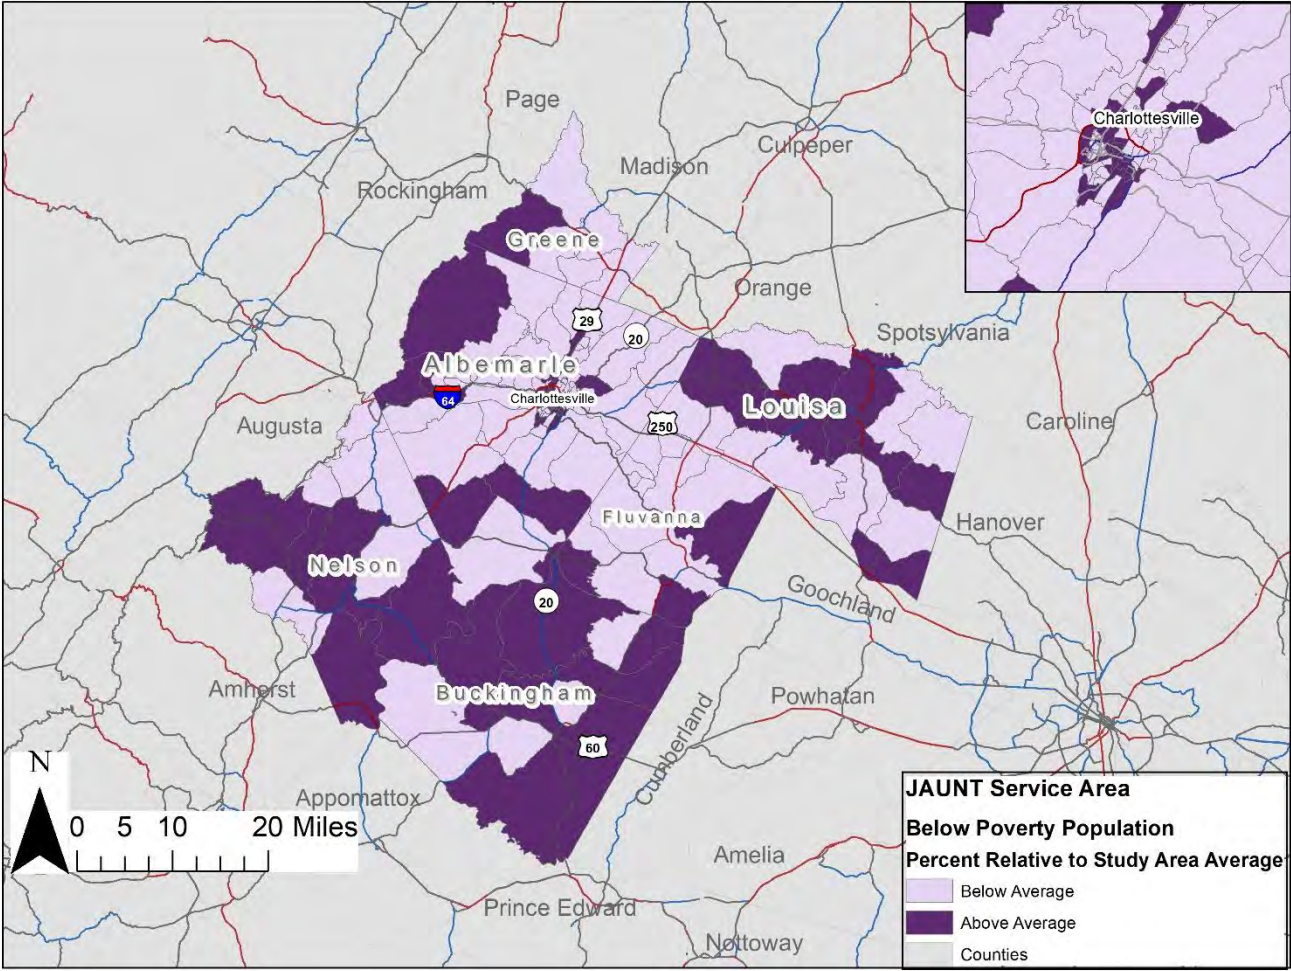 Page
Charlottesville
Madison
Culpeper
Rockingham
Greene
Orange
29
20
Spotsylvania
Albemarle
64
Charlottesville
Louisa
250
Augusta
Caroline
Fluvanna
Hanover
Nelson
20
Goochland
Amherst
Buckingham
Powhatan
60
Cumberland
N
Appomattox
0 5 10 20 Miles
JAUNT Service Area
Below Poverty Population
Percent Relative to Study Area Average
Below Average
Above Average
Counties
Amelia
Prince Edward
Nottoway